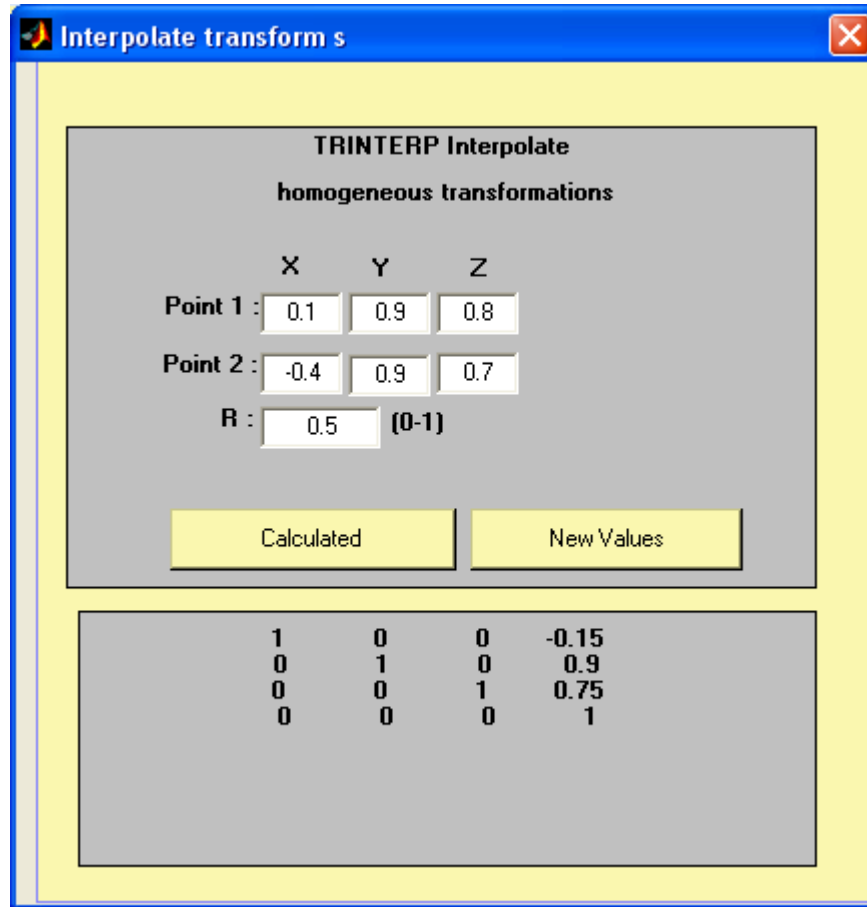 Interpolate transform s
TRINTERP Interpolate
homogeneous transformations
X Y Z
Point 1 : 0.1 0.9 0.8
Point 2 : -0.4 0.9 0.7
R : 0.5 (0-1)
Calculated New Values
1 0 0 -0.15
0 1 0 0.9
0 0 1 0.75
0 0 0 1